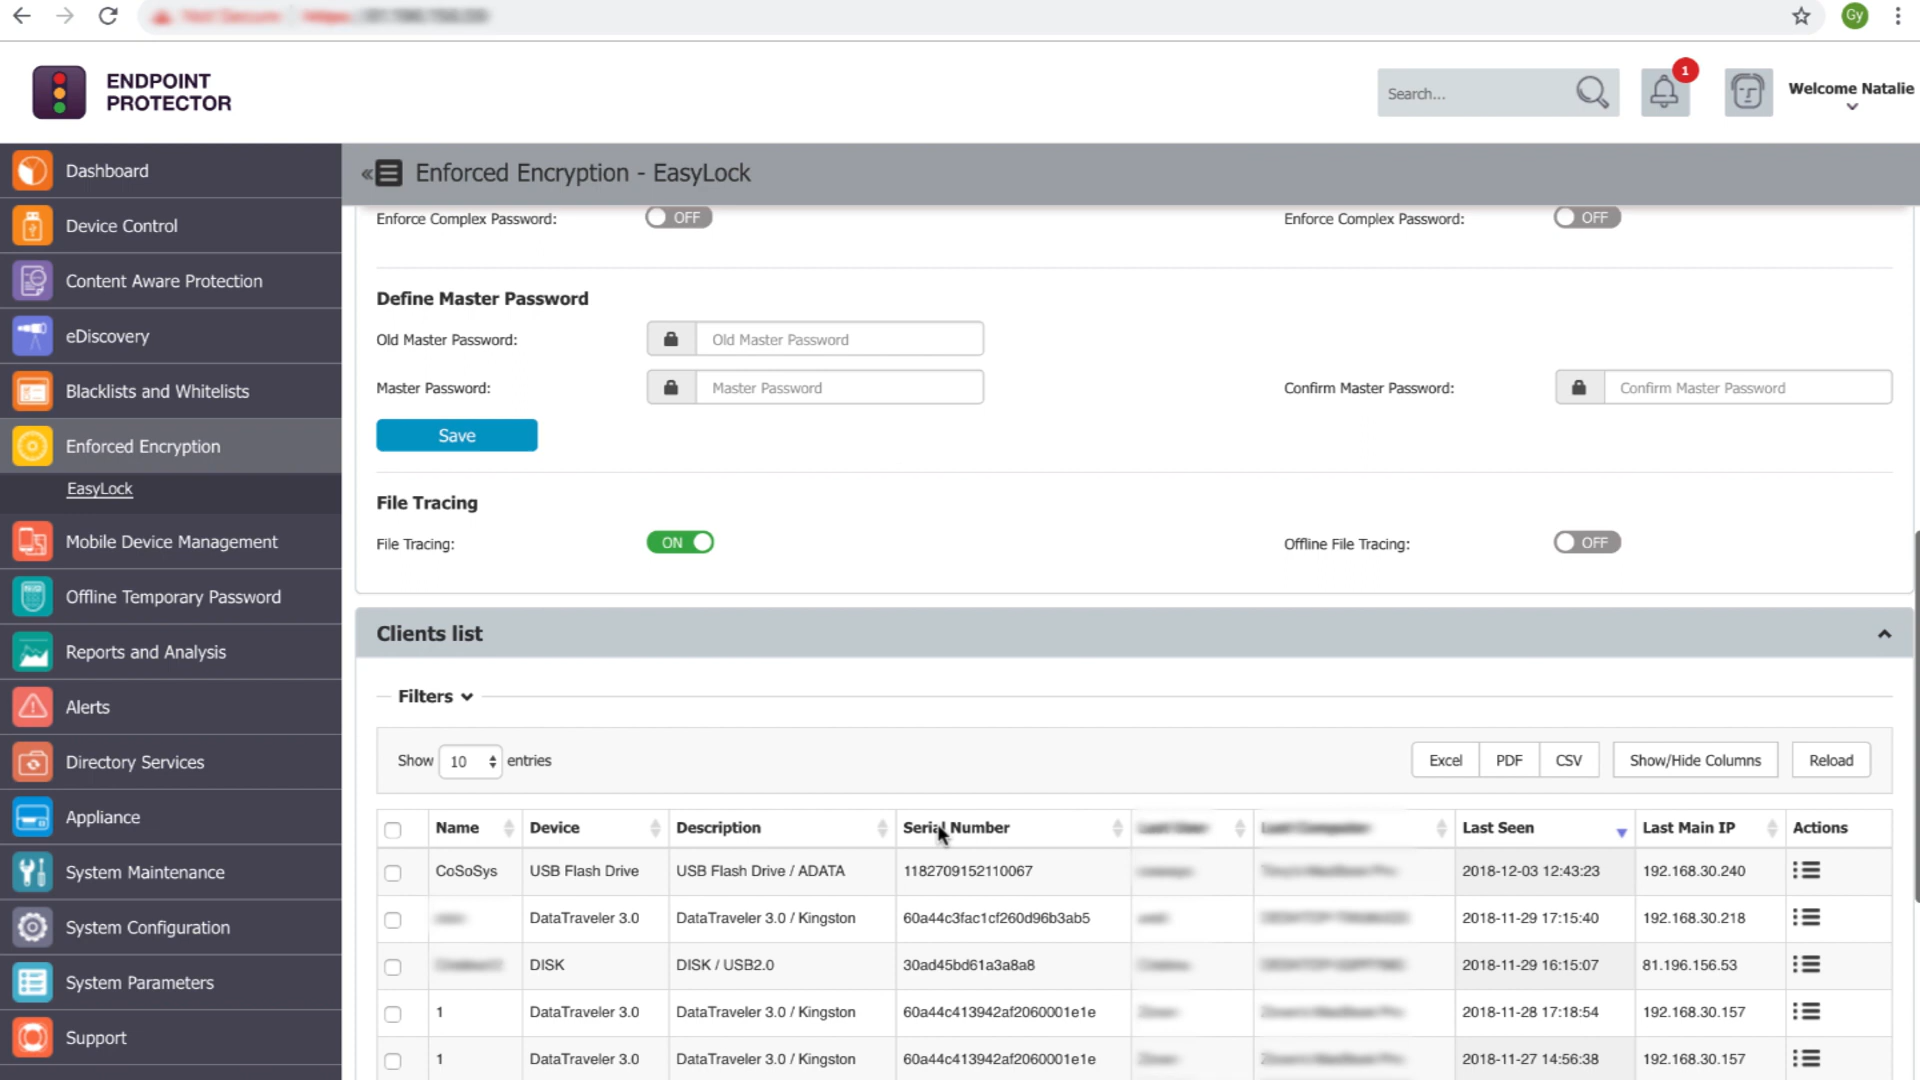 Gy
ENDPOINT
PROTECTOR
Search...
1
Welcome Natalie
Dashboard
Device Control
Content Aware Protection
eDiscovery
Blacklists and Whitelists
Enforced Encryption
EasyLock
Mobile Device Management
Offline Temporary Password
Reports and Analysis
Alerts
Directory Services
Appliance
System Maintenance
System Configuration
System Parameters
Support
Enforced Encryption - EasyLock
Enforce Complex Password: OFF Enforce Complex Password: OFF
Define Master Password
Old Master Password: Old Master Password
Master Password: Master Password Confirm Master Password: Confirm Master Password
Save
File Tracing
File Tracing: ON Offline File Tracing: OFF
Clients list
Filters
Show 10 entries Excel PDF CSV Show/Hide Columns Reload
Name Device Description Serial Number Last Seen Last Main IP Actions
CoSoSys USB Flash Drive USB Flash Drive / ADATA 1182709152110067 2018-12-03 12:43:23 192.168.30.240
DataTraveler 3.0 DataTraveler 3.0 / Kingston 60a44c3fac1cf260d96b3ab5 2018-11-29 17:15:40 192.168.30.218
DISK DISK / USB2.0 30ad45bd61a3a8a8 2018-11-29 16:15:07 81.196.156.53
1 DataTraveler 3.0 DataTraveler 3.0 / Kingston 60a44c413942af2060001e1e 2018-11-28 17:18:54 192.168.30.157
1 DataTraveler 3.0 DataTraveler 3.0 / Kingston 60a44c413942af2060001e1e 2018-11-27 14:56:38 192.168.30.157